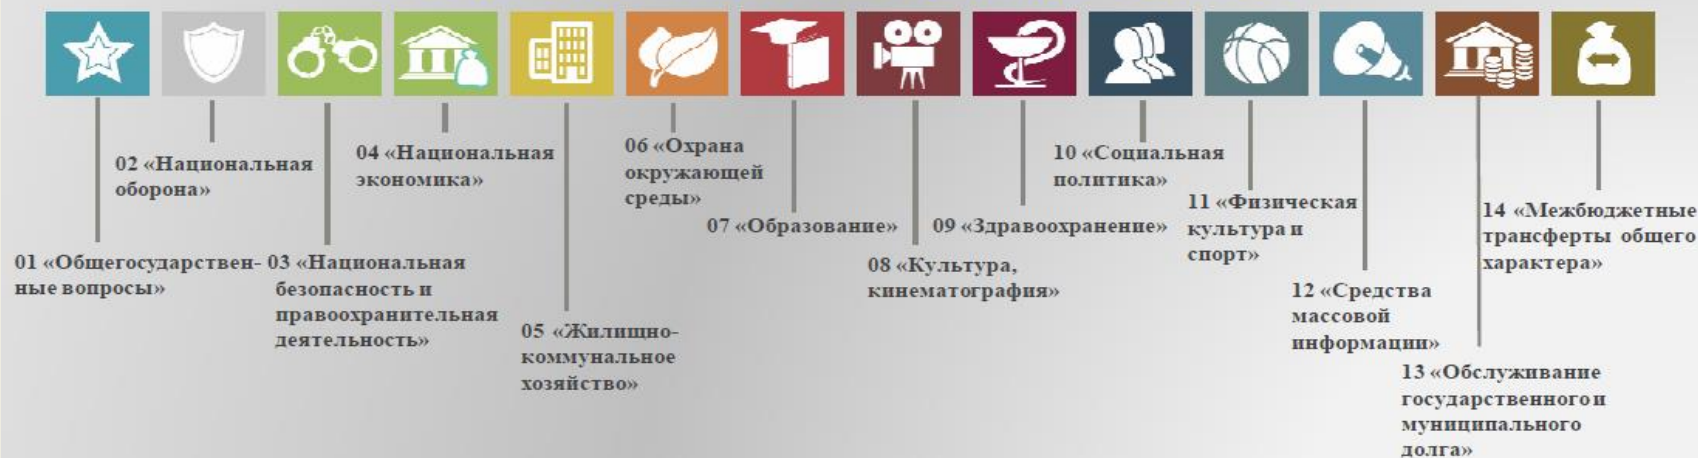 01 «Общегосударствен-
ные вопросы»
02 «Национальная
оборона»
03 «Национальная
безопасность и
правоохранительная
деятельность»
04 «Национальная
экономика»
05 «Жилищно-
коммунальное
хозяйство»
06 «Охрана
окружающей
среды»
07 «Образование»
08 «Культура,
кинематография»
09 «Здравоохранение»
10 «Социальная
политика»
11 «Физическая
культура и
спорт»
12 «Средства
массовой
информации»
13 «Обслуживание
государственного и
муниципального
долга»
14 «Межбюджетные
трансферты общего
характера»